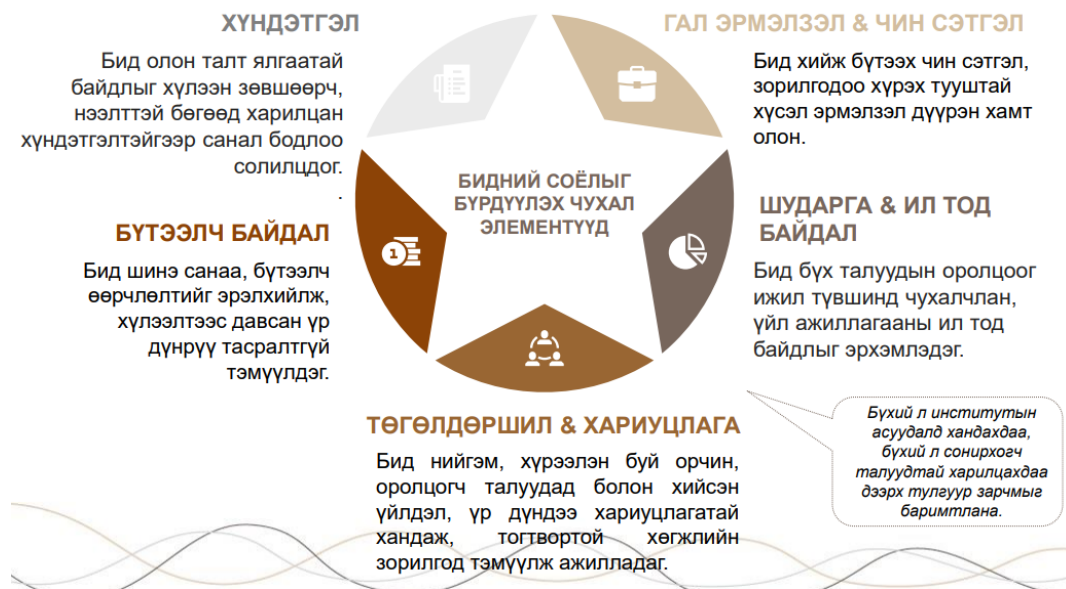 ХҮНДЭТГЭЛ
Бид олон талт ялгаатай
байдлыг хүлээн зөвшөөрч,
нээлттэй бөгөөд харилцан
хүндэтгэлтэйгээр санал бодлоо
солилцдог.
.
ГАЛ ЭРМЭЛЗЭЛ & ЧИН СЭТГЭЛ
Бид хийж бүтээх чин сэтгэл,
зорилгодоо хүрэх тууштай
хүсэл эрмэлзэл дүүрэн хамт
олон.
БИДНИЙ СОЁЛЫГ
БҮРДҮҮЛЭХ ЧУХАЛ
ЭЛЕМЕНТҮҮД
БҮТЭЭЛЧ БАЙДАЛ
Бид шинэ санаа, бүтээлч
өөрчлөлтийг эрэлхийлж,
хүлээлтээс давсан үр
дүнрүү тасралтгүй
тэмүүлдэг.
1
ШУДАРГА & ИЛ ТОД
БАЙДАЛ
Бид бүх талуудын оролцоог
ижил түвшинд чухалчлан,
үйл ажиллагааны ил тод
байдлыг эрхэмлэдэг.
ТӨГӨЛДӨРШИЛ & ХАРИУЦЛАГА
Бид нийгэм, хүрээлэн буй орчин,
оролцогч талуудад болон хийсэн
үйлдэл, үр дүндээ хариуцлагатай
хандаж, тогтвортой хөгжлийн
зорилгод тэмүүлж ажилладаг.
Бүхий л институтын
асуудалд хандахдаа,
бүхий л сонирхогч
талуудтай харилцахдаа
дээрх тулгуур зарчмыг
баримтлана.